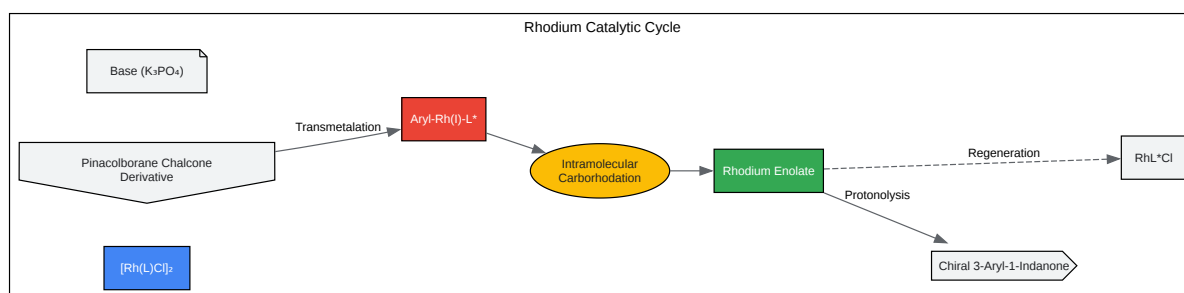 Rhodium Catalytic Cycle
Base (K₃PO₄)
Transmetalation
Aryl-Rh(I)-L*
Pinacolborane Chalcone
Derivative
Intramolecular
Carborhodation
Rhodium Enolate
Regeneration
RhL*Cl
Protonolysis
[Rh(L)Cl]₂
Chiral 3-Aryl-1-Indanone